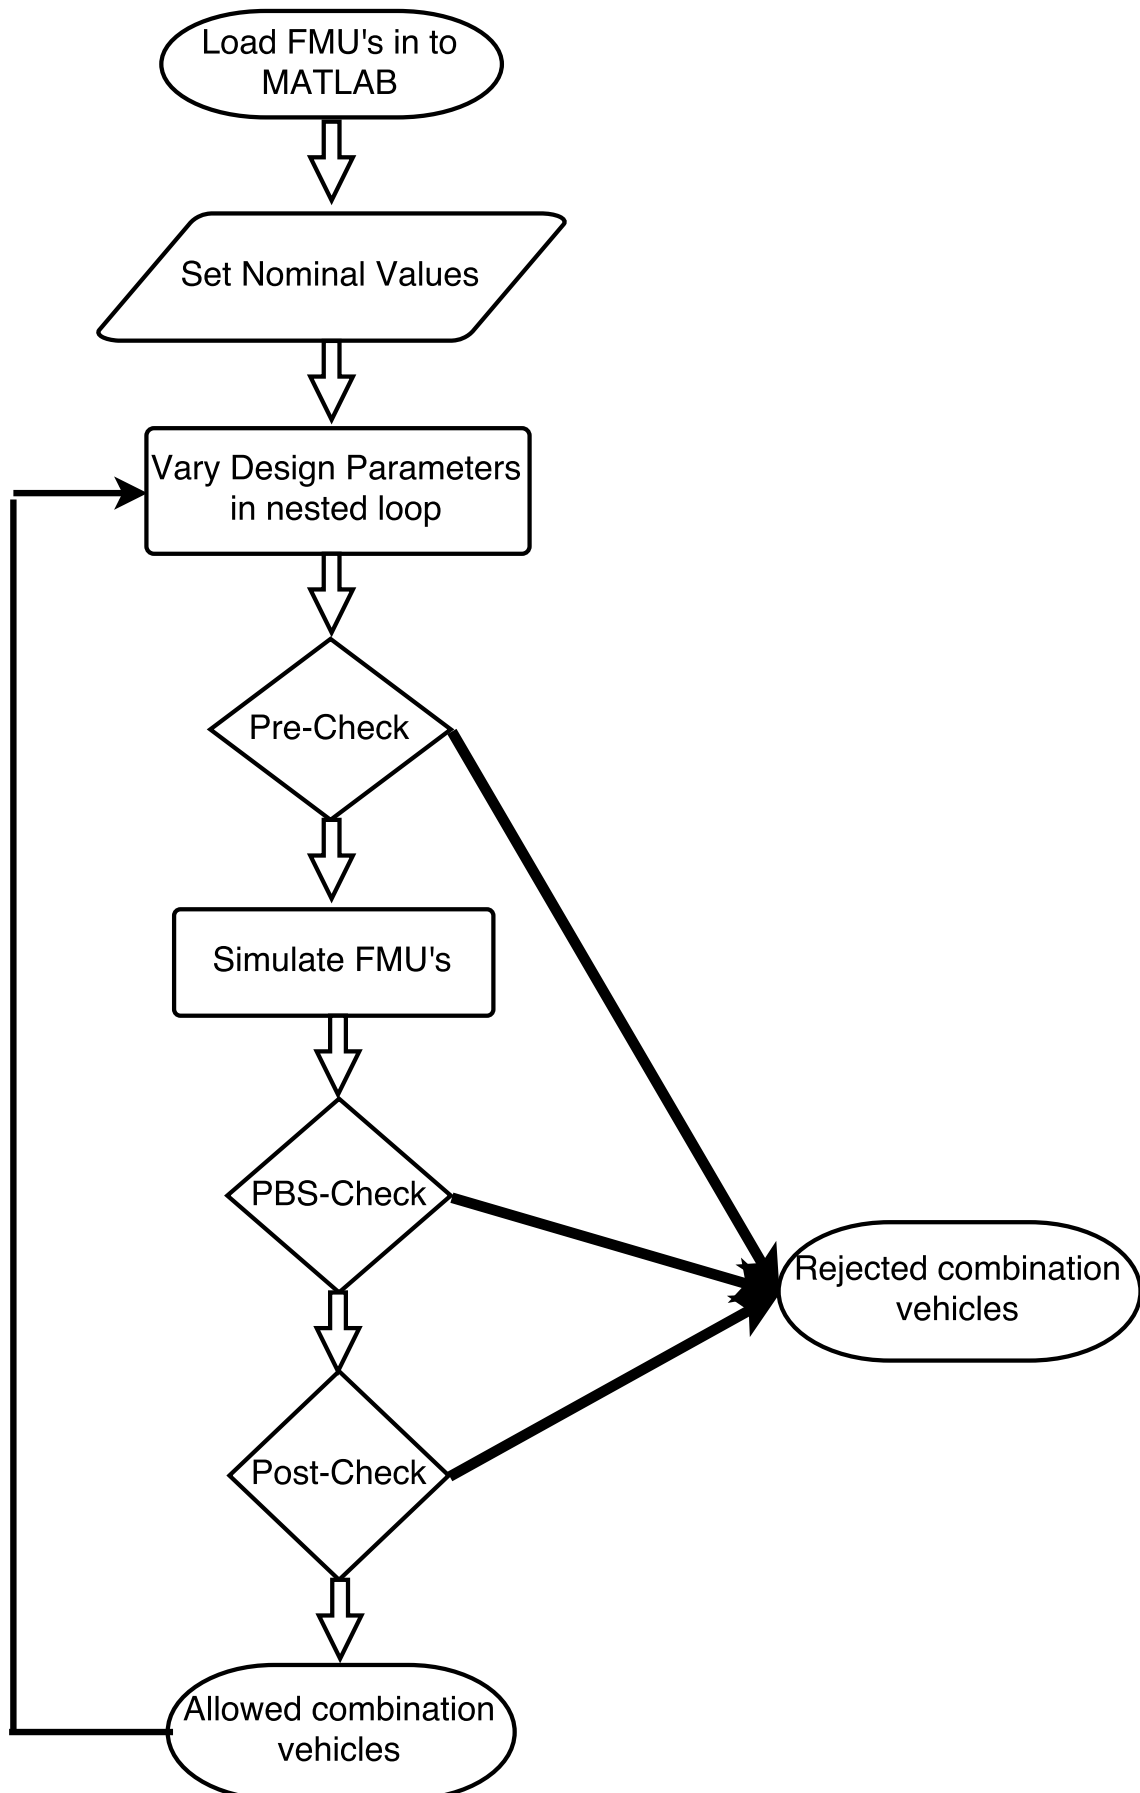 Load FMU's in to
MATLAB
Set Nominal Values
Vary Design Parameters
in nested loop
Pre-Check
Simulate FMU's
PBS-Check
Rejected combination
vehicles
Post-Check
Allowed combination
vehicles